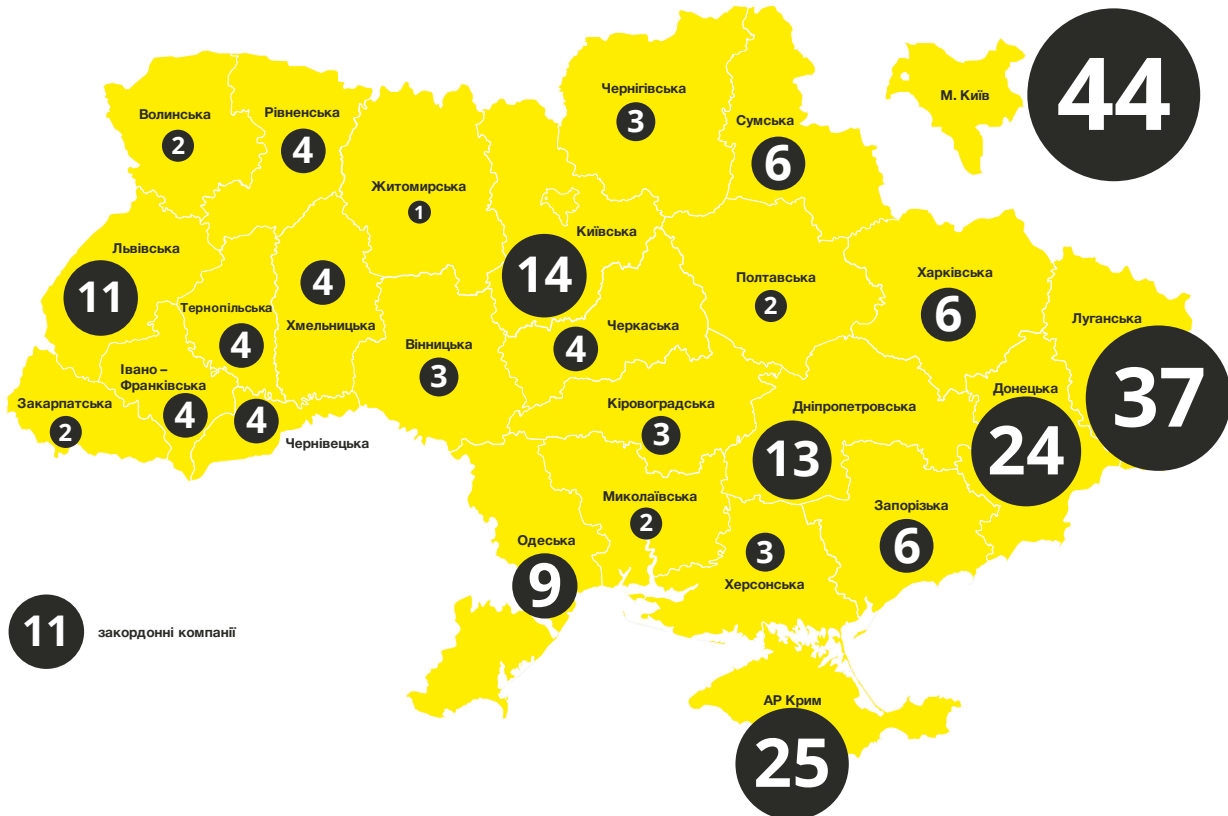 44
М. Київ
Чернігівська
3
Сумська
6
Волинська
2
Рівненська
4
Житомирська
1
Київська
14
Львівська
11
4
Хмельницька
Тернопільська
4
Полтавська
2
Харківська
6
Луганська
37
Черкаська
4
Вінницька
3
Івано –
Франківська
4
Закарпатська
2
4
Чернівецька
Кіровоградська
3
Дніпропетровська
13
Донецька
24
Миколаївська
2
Запорізька
6
Одеська
9
3
Херсонська
11
закордонні компанії
АР Крим
25